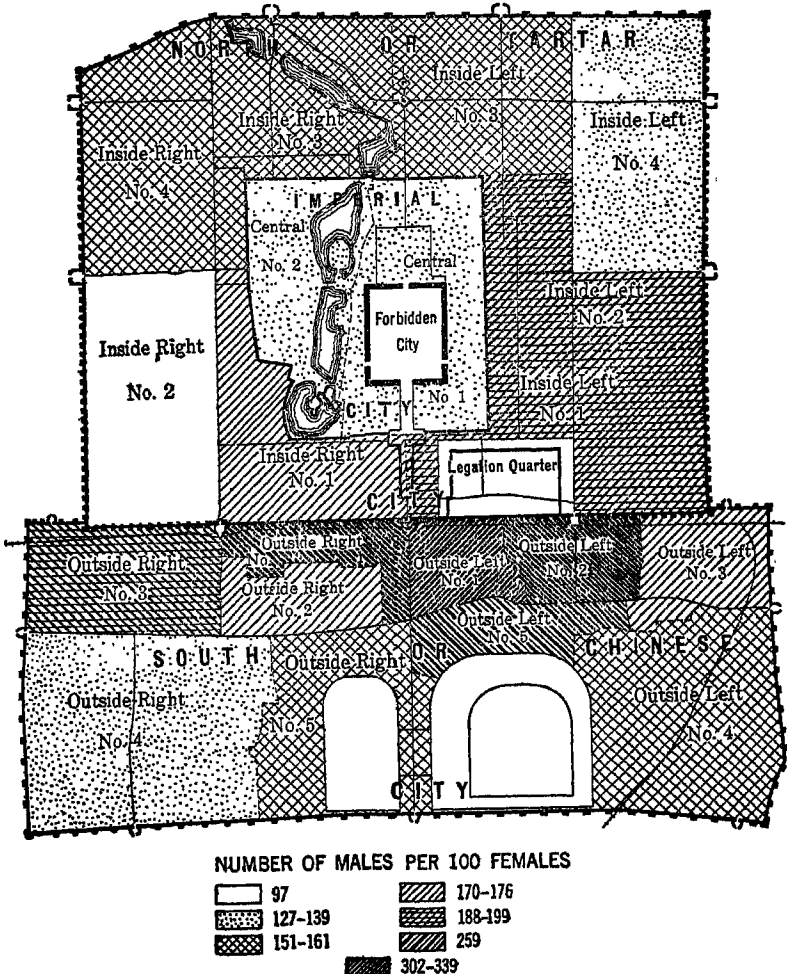 NORTH OR TARTAR
Inside Left
No. 3
Inside Right
No. 3
Inside Left
No. 4
Inside Right
No. 4
IMPERIAL
Central
No. 2
Central
Inside Left
No. 2
Forbidden
City
Inside Right
No. 2
Inside Left
No. 1
No. 1
CITY
Inside Right
No. 1
Legation Quarter
CITY
Outside Right
Outside Left
No. 2
Outside Left
No. 1
Outside Left
No. 3
Outside Right
No. 3
Outside Right
No. 2
Outside Left
No. 5
SOUTH OR CHINESE
Outside Right
No. 5
Outside Right
No. 4
Outside Left
No. 4
CITY
NUMBER OF MALES PER 100 FEMALES
97
170-176
127-139
188-199
151-161
259
302-339